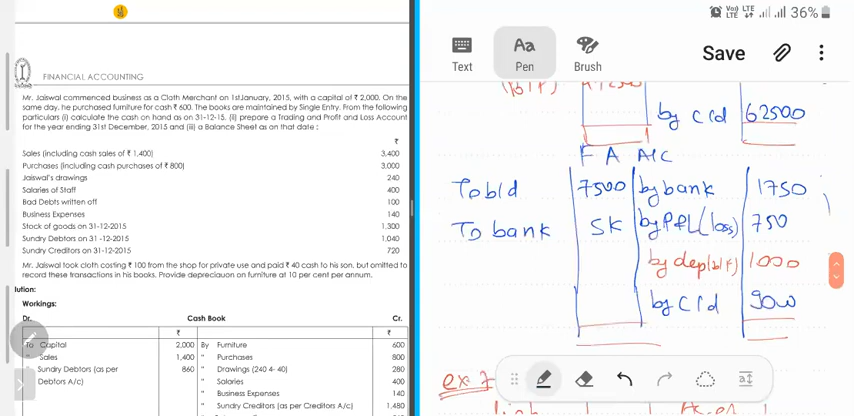 Voo) LTE LTE 36%
Text Pen Brush Save
FINANCIAL ACCOUNTING
Mr. Jaiswal commenced business as a Cloth Merchant on 1stJanuary, 2015, with a capital of ₹ 2,000. On the
same day, he purchased furniture for cash ₹ 600. The books are maintained by Single Entry. From the following
particulars (i) calculate the cash on hand as on 31-12-15. (ii) prepare a Trading and Profit and Loss Account
for the year ending 31st December, 2015 and (iii) a Balance Sheet as on that date :
₹
Sales (including cash sales of ₹ 1,400) 3,400
Purchases (including cash purchases of ₹ 800) 3,000
Jaiswal's drawings 240
Salaries of Staff 400
Bad Debts written off 100
Business Expenses 140
Stock of goods on 31-12-2015 1,300
Sundry Debtors on 31 -12-2015 1,040
Sundry Creditors on 31-12-2015 720
Mr. Jaiswal took cloth costing ₹ 100 from the shop for private use and paid ₹ 40 cash to his son, but omitted to
record these transactions in his books. Provide depreciauon on furniture at 10 per cent per annum.
lution:
Workings:
Dr. Cash Book Cr.
₹ ₹
To Capital 2,000 By Furniture 600
" Sales 1,400 " Purchases 800
" Sundry Debtors (as per 860 " Drawings (240 4- 40) 280
Debtors A/c) " Salaries 400
" Business Expenses 140
" Sundry Creditors (as per Creditors A/c) 1,480
(b/f)
by c/d 62500
F A A/C
To b/d 7500 by bank 1750
To bank 5K by P&L (loss) 750
by dep(b/f) 1000
by c/d 9000
ex. 7